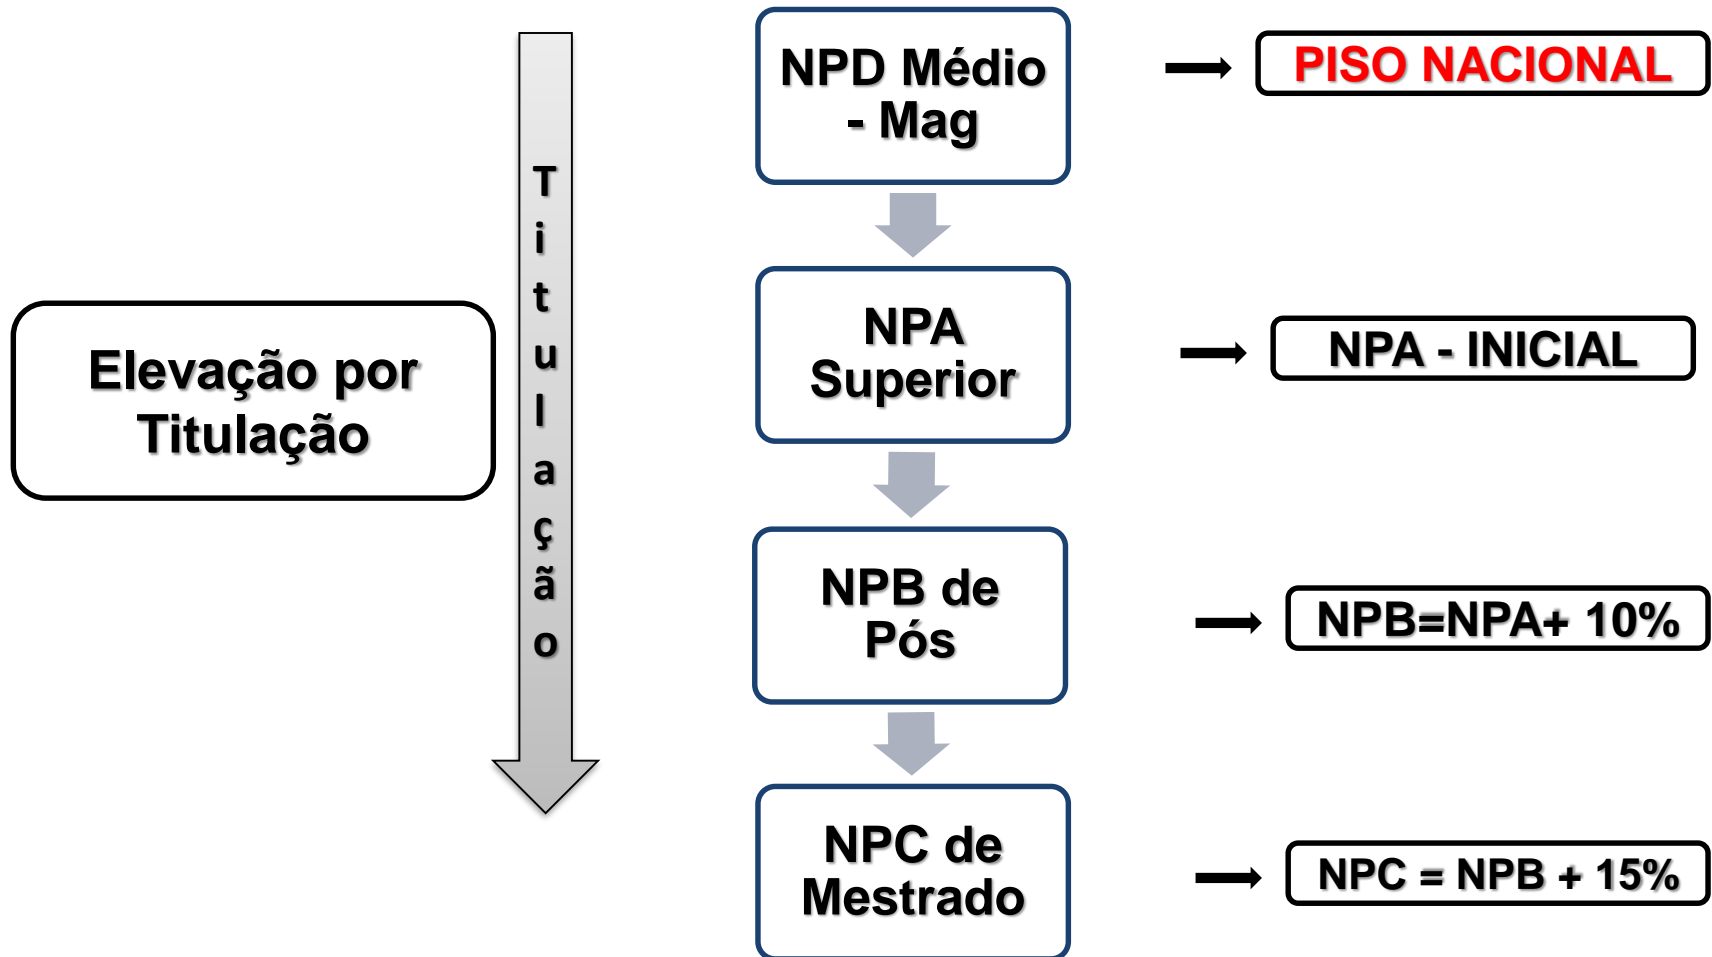 Elevação por
Titulação
Titulação
NPD Médio
- Mag
PISO NACIONAL
NPA
Superior
NPA - INICIAL
NPB de
Pós
NPB=NPA+ 10%
NPC de
Mestrado
NPC = NPB + 15%